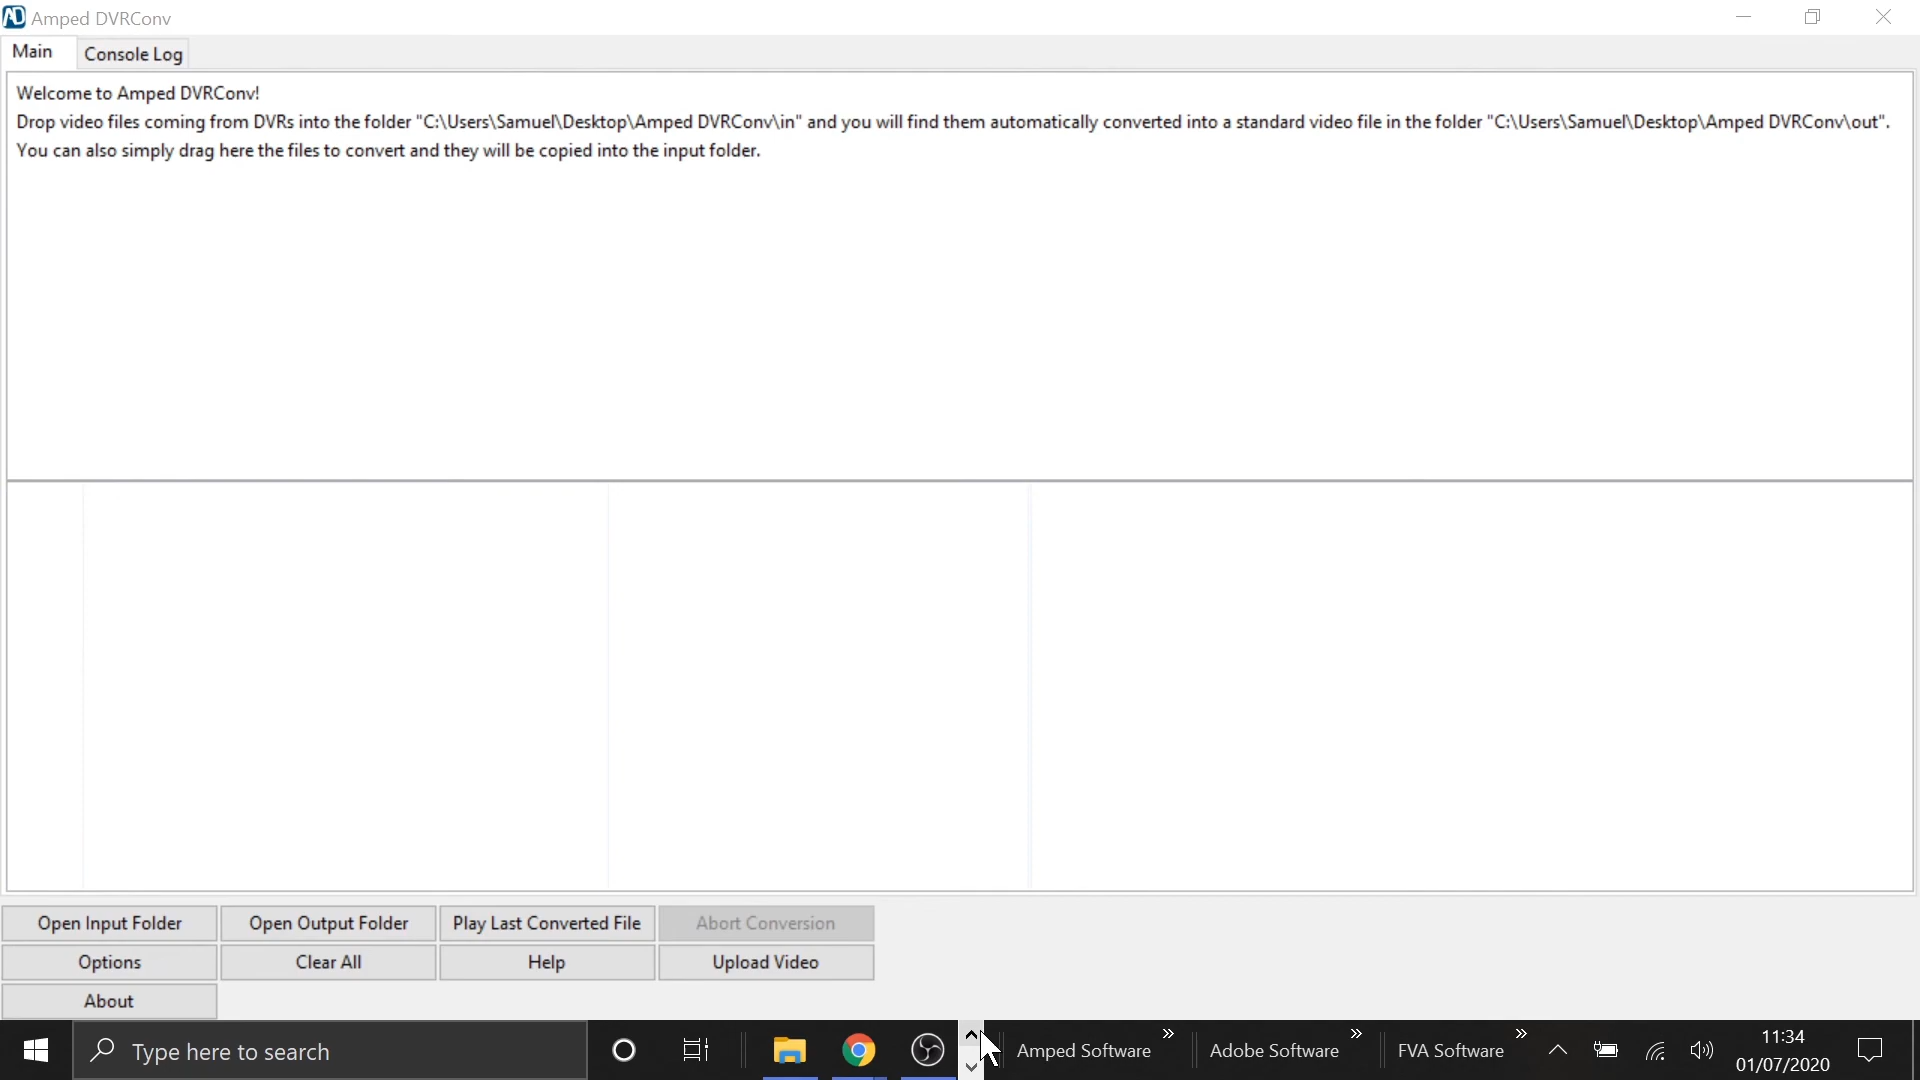 Amped DVRConv
Main
Console Log
Welcome to Amped DVRConv!
Drop video files coming from DVRs into the folder "C:\Users\Samuel\Desktop\Amped DVRConv\in" and you will find them automatically converted into a standard video file in the folder "C:\Users\Samuel\Desktop\Amped DVRConv\out".
You can also simply drag here the files to convert and they will be copied into the input folder.
Open Input Folder
Open Output Folder
Play Last Converted File
Abort Conversion
Options
Clear All
Help
Upload Video
About
Type here to search
Amped Software
Adobe Software
FVA Software
11:34
01/07/2020